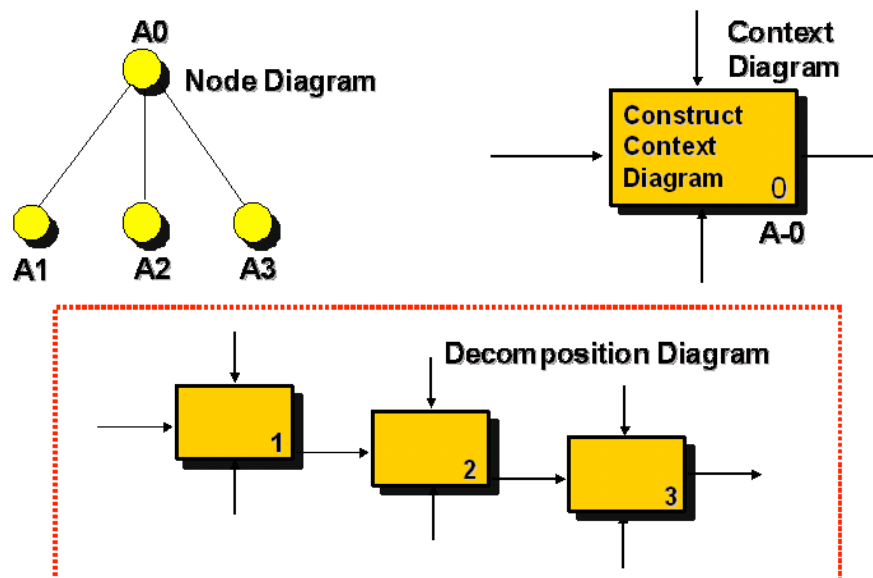 A0
Node Diagram
A1
A2
A3
Context
Diagram
Construct
Context
Diagram
0
A-0
Decomposition Diagram
1
2
3